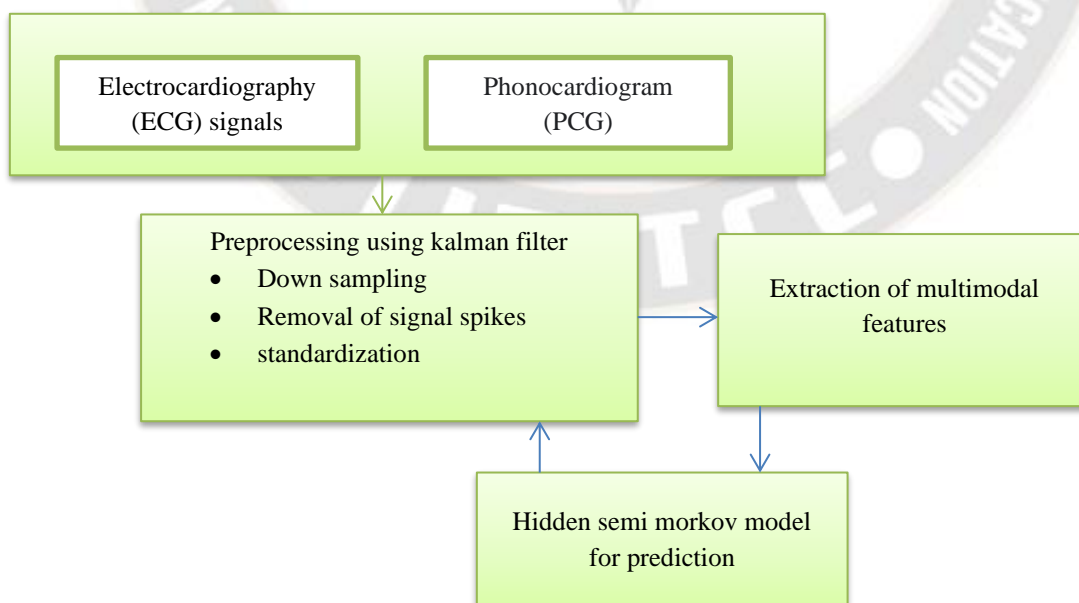 Electrocardiography
(ECG) signals
Phonocardiogram
(PCG)
Preprocessing using kalman filter
• Down sampling
• Removal of signal spikes
• standardization
Extraction of multimodal
features
Hidden semi morkov model
for prediction